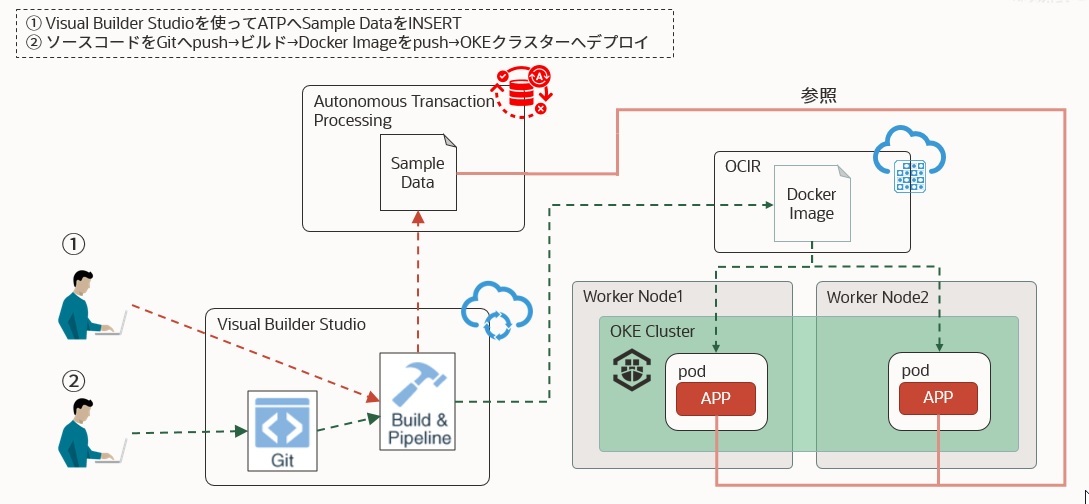 ① Visual Builder Studioを使ってATPへSample DataをINSERT
② ソースコードをGitへpush→ビルド→Docker Imageをpush→OKEクラスターへデプロイ
Autonomous Transaction
Processing
A
Sample
Data
参照
OCIR
Docker
Image
①
Visual Builder Studio
Worker Node1
Worker Node2
OKE Cluster
②
Git
Build &
Pipeline
pod
APP
pod
APP